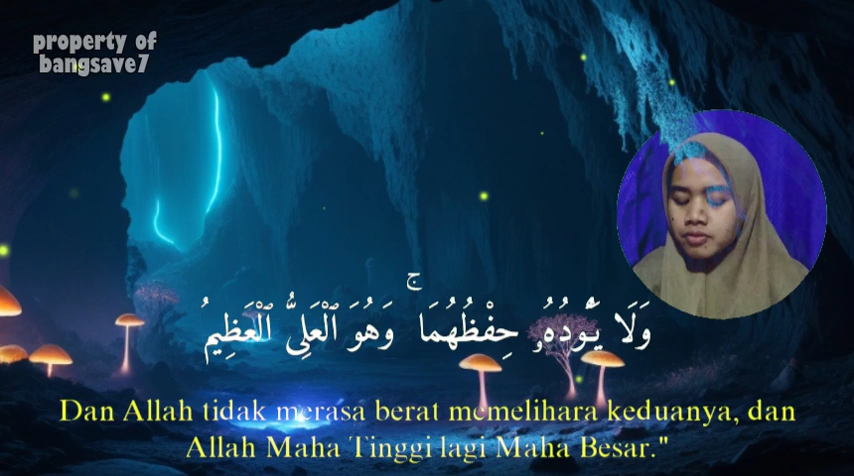 property of
bangsave7
وَلَا يَـُٔودُهُۥ حِفْظُهُمَا ۚ وَهُوَ ٱلْعَلِىُّ ٱلْعَظِيمُ
Dan Allah tidak merasa berat memelihara keduanya, dan
Allah Maha Tinggi lagi Maha Besar."